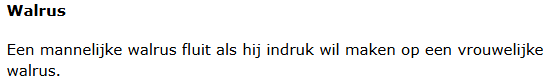 Walrus
Een mannelijke walrus fluit als hij indruk wil maken op een vrouwelijke
walrus.